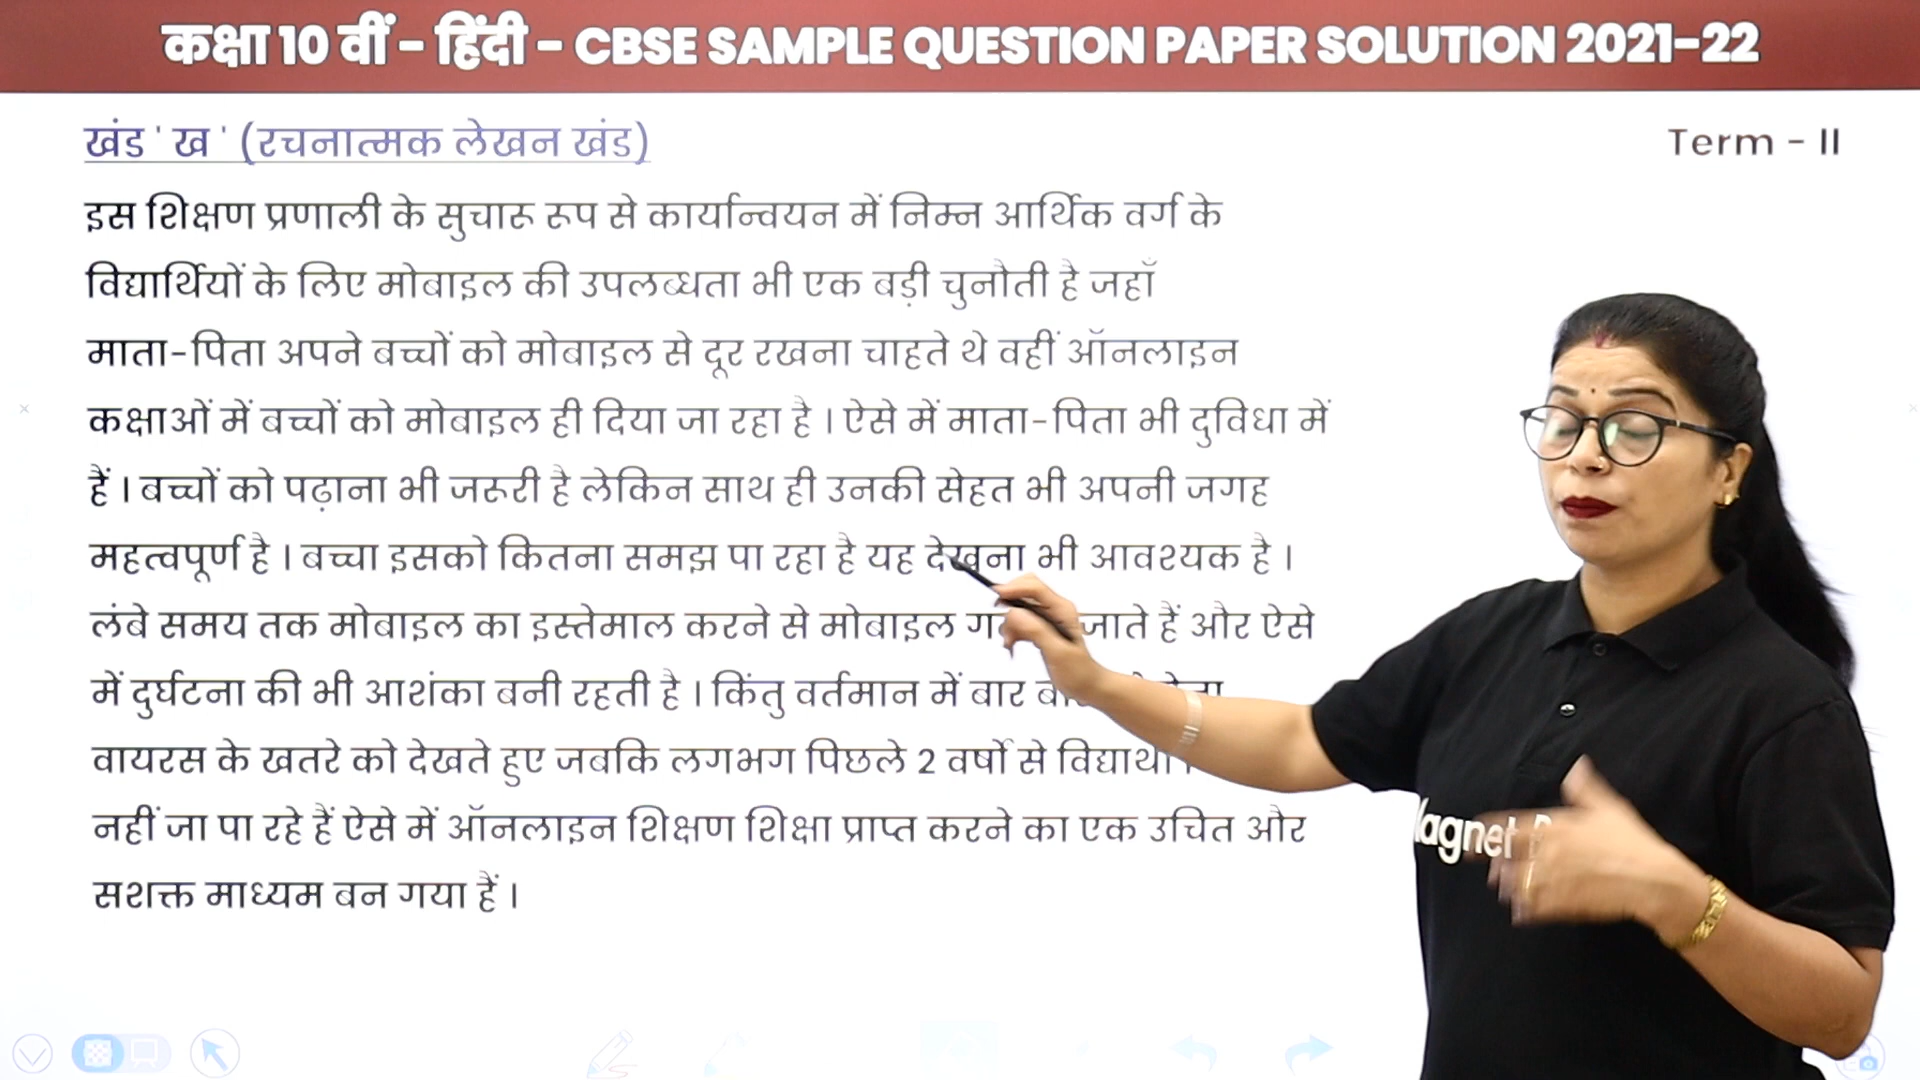 कक्षा 10 वीं - हिंदी - CBSE SAMPLE QUESTION PAPER SOLUTION 2021-22
खंड ' ख ' (रचनात्मक लेखन खंड)
Term - II
इस शिक्षण प्रणाली के सुचारू रूप से कार्यान्वयन में निम्न आर्थिक वर्ग के
विद्यार्थियों के लिए मोबाइल की उपलब्धता भी एक बड़ी चुनौती है जहाँ
माता-पिता अपने बच्चों को मोबाइल से दूर रखना चाहते थे वहीं ऑनलाइन
कक्षाओं में बच्चों को मोबाइल ही दिया जा रहा है । ऐसे में माता-पिता भी दुविधा में
हैं । बच्चों को पढ़ाना भी जरूरी है लेकिन साथ ही उनकी सेहत भी अपनी जगह
महत्वपूर्ण है । बच्चा इसको कितना समझ पा रहा है यह देखना भी आवश्यक है ।
लंबे समय तक मोबाइल का इस्तेमाल करने से मोबाइल जाते हैं और ऐसे
में दुर्घटना की भी आशंका बनी रहती है । किंतु वर्तमान में बार
वायरस के खतरे को देखते हुए जबकि लगभग पिछले 2 वर्षो से
नहीं जा पा रहे हैं ऐसे में ऑनलाइन शिक्षण शिक्षा प्राप्त करने का एक उचित और
सशक्त माध्यम बन गया हैं ।